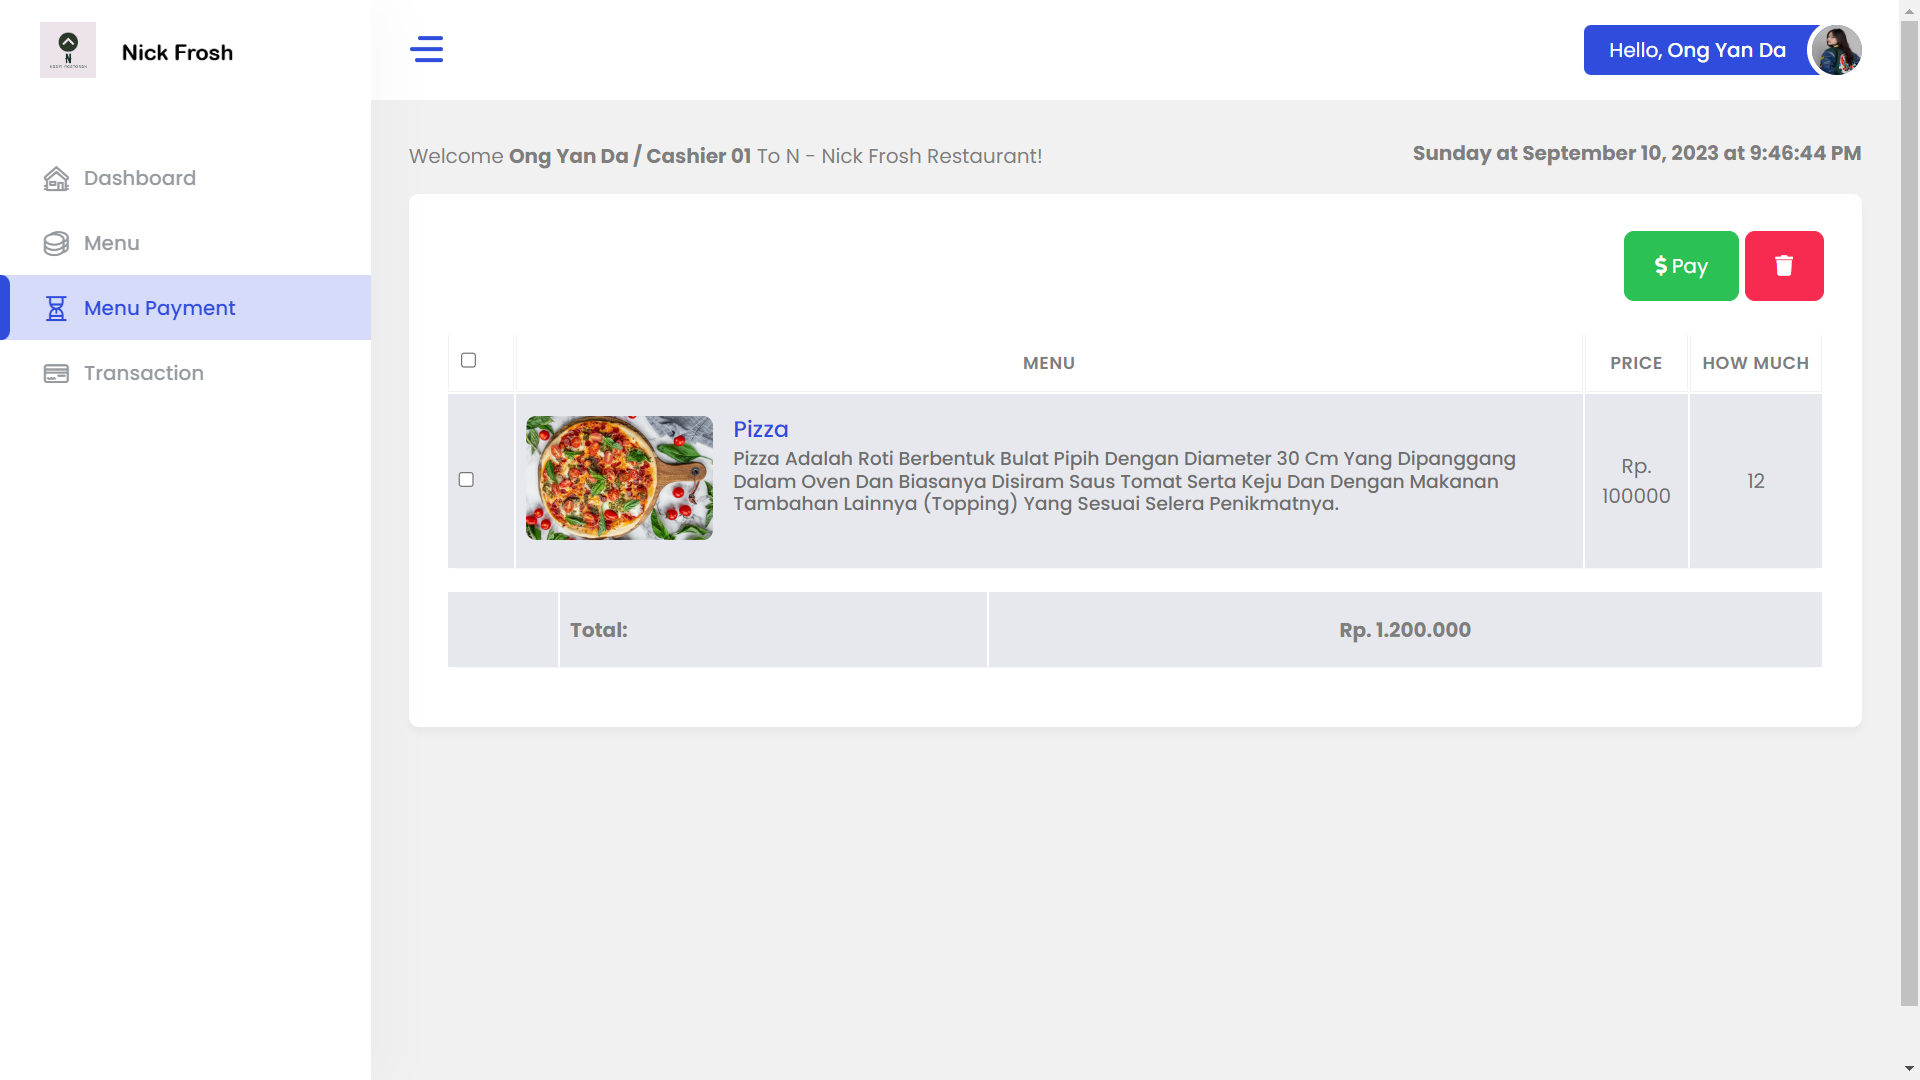 Nick Frosh
Hello, Ong Yan Da
Dashboard
Menu
Menu Payment
Transaction
Welcome Ong Yan Da / Cashier 01 To N - Nick Frosh Restaurant!
Sunday at September 10, 2023 at 9:46:44 PM
$ Pay
MENU
PRICE
HOW MUCH
Pizza
Pizza Adalah Roti Berbentuk Bulat Pipih Dengan Diameter 30 Cm Yang Dipanggang
Dalam Oven Dan Biasanya Disiram Saus Tomat Serta Keju Dan Dengan Makanan
Tambahan Lainnya (Topping) Yang Sesuai Selera Penikmatnya.
Rp.
100000
12
Total:
Rp. 1.200.000